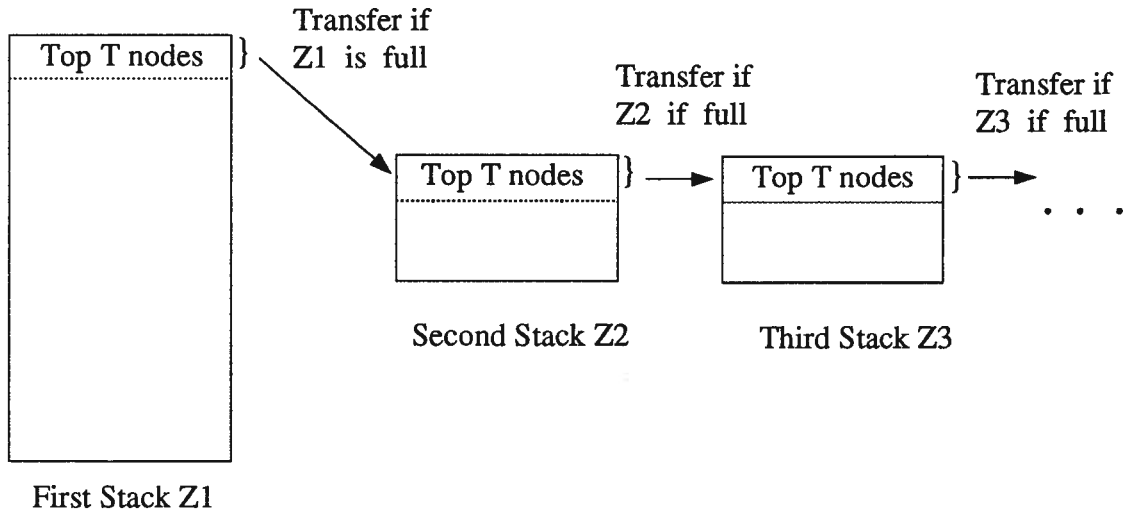 Transfer if
Z1 is full
Top T nodes }
Transfer if
Z2 if full
Transfer if
Z3 if full
Top T nodes }
Top T nodes }
. . .
Second Stack Z2
Third Stack Z3
First Stack Z1